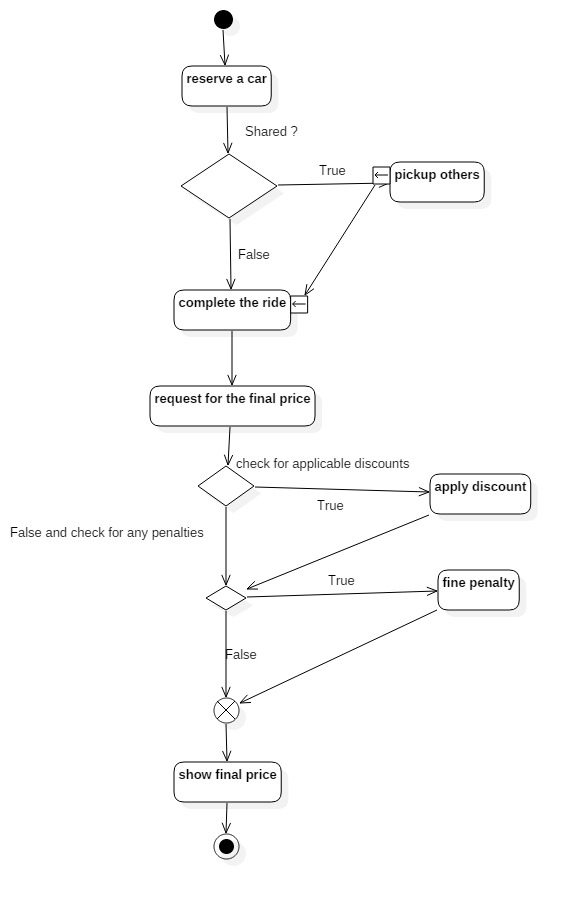 reserve a car
Shared ?
True
pickup others
False
complete the ride
request for the final price
check for applicable discounts
apply discount
True
False and check for any penalties
True
fine penalty
False
show final price